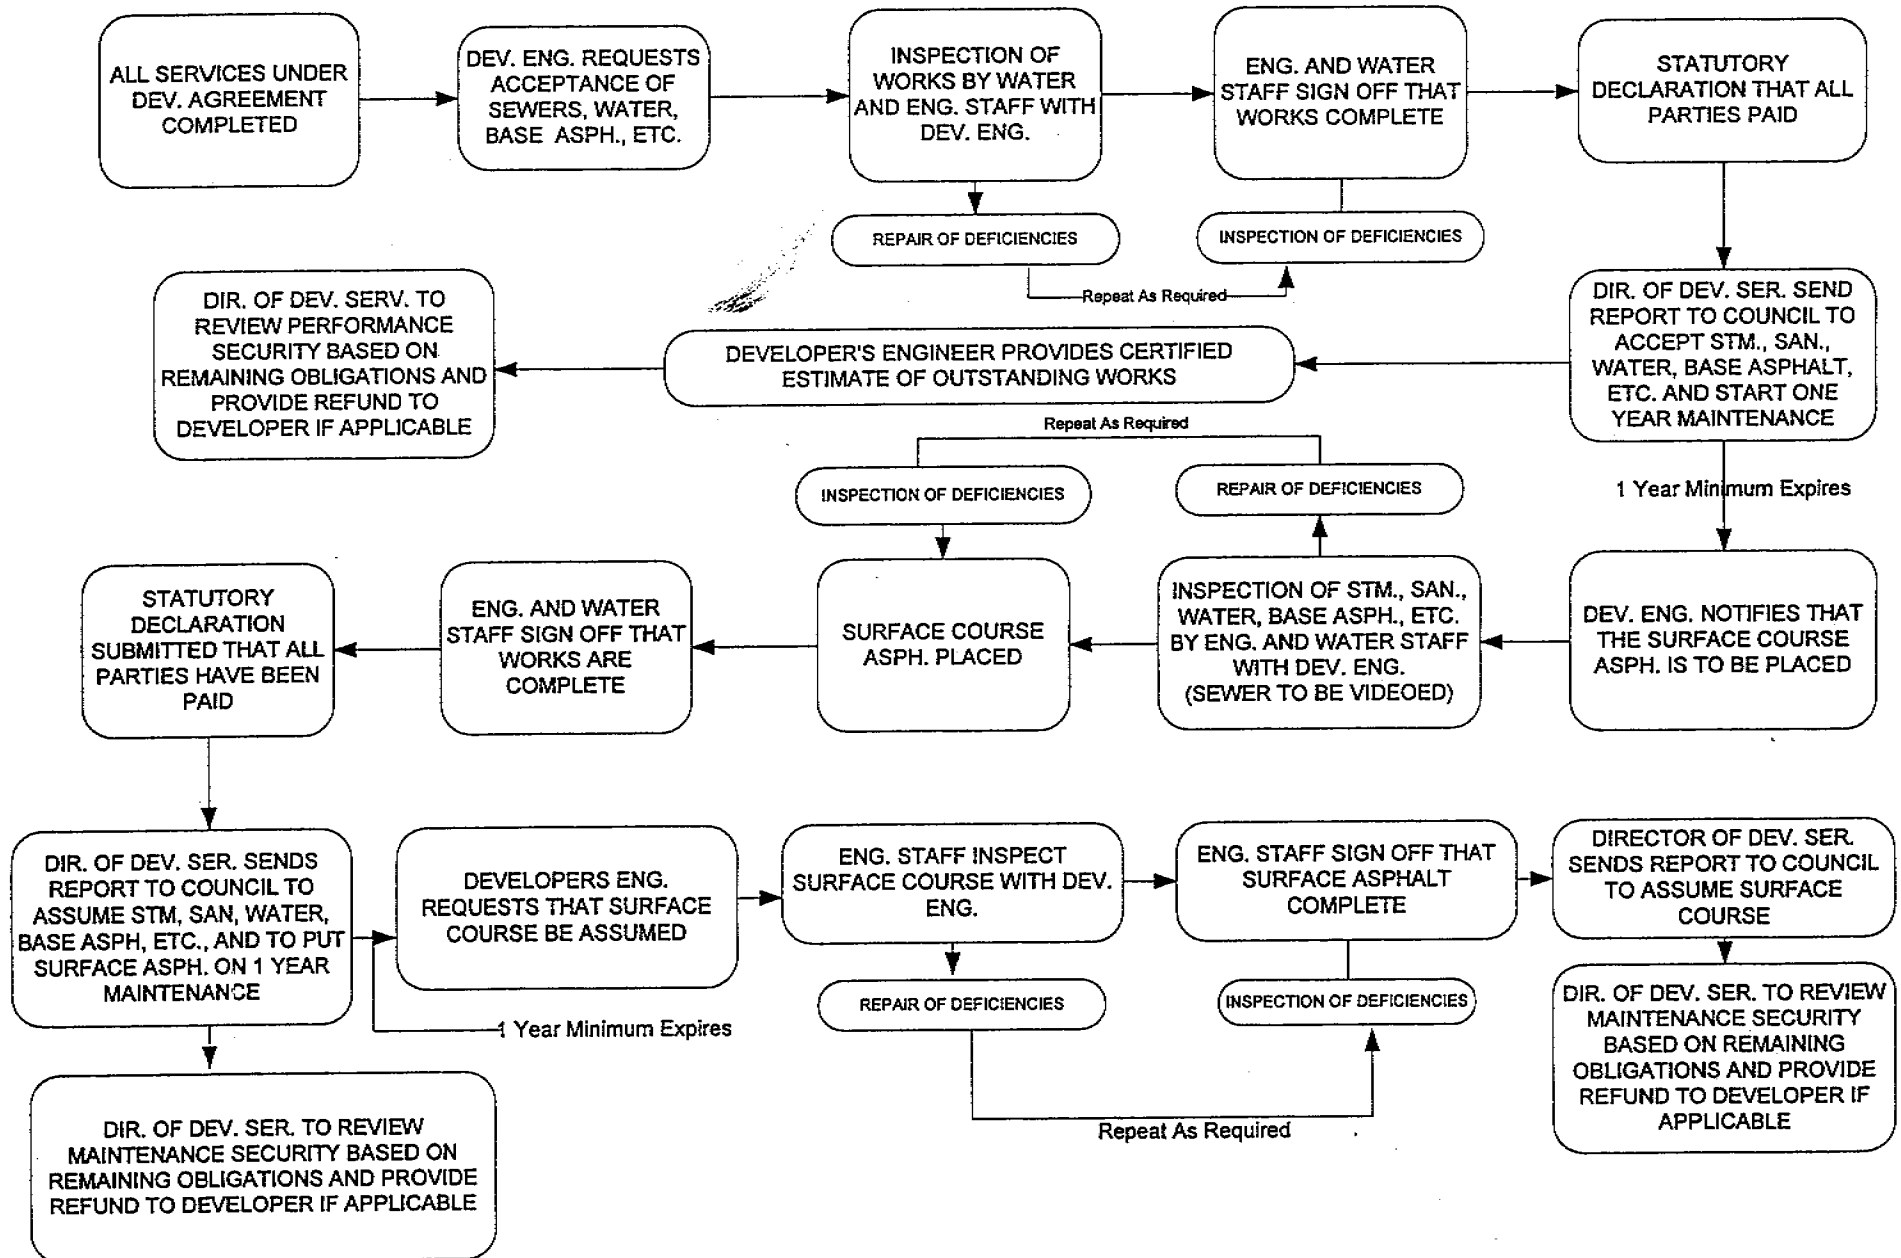 ALL SERVICES UNDER
DEV. AGREEMENT
COMPLETED
DEV. ENG. REQUESTS
ACCEPTANCE OF
SEWERS, WATER,
BASE ASPH., ETC.
INSPECTION OF
WORKS BY WATER
AND ENG. STAFF WITH
DEV. ENG.
ENG. AND WATER
STAFF SIGN OFF THAT
WORKS COMPLETE
STATUTORY
DECLARATION THAT ALL
PARTIES PAID
REPAIR OF DEFICIENCIES
INSPECTION OF DEFICIENCIES
Repeat As Required
DIR. OF DEV. SERV. TO
REVIEW PERFORMANCE
SECURITY BASED ON
REMAINING OBLIGATIONS AND
PROVIDE REFUND TO
DEVELOPER IF APPLICABLE
DEVELOPER'S ENGINEER PROVIDES CERTIFIED
ESTIMATE OF OUTSTANDING WORKS
DIR. OF DEV. SER. SEND
REPORT TO COUNCIL TO
ACCEPT STM., SAN.,
WATER, BASE ASPHALT,
ETC. AND START ONE
YEAR MAINTENANCE
Repeat As Required
INSPECTION OF DEFICIENCIES
REPAIR OF DEFICIENCIES
1 Year Minimum Expires
STATUTORY
DECLARATION
SUBMITTED THAT ALL
PARTIES HAVE BEEN
PAID
ENG. AND WATER
STAFF SIGN OFF THAT
WORKS ARE
COMPLETE
SURFACE COURSE
ASPH. PLACED
INSPECTION OF STM., SAN.,
WATER, BASE ASPH., ETC.
BY ENG. AND WATER STAFF
WITH DEV. ENG.
(SEWER TO BE VIDEOED)
DEV. ENG. NOTIFIES THAT
THE SURFACE COURSE
ASPH. IS TO BE PLACED
DIR. OF DEV. SER. SENDS
REPORT TO COUNCIL TO
ASSUME STM, SAN, WATER,
BASE ASPH, ETC., AND TO PUT
SURFACE ASPH. ON 1 YEAR
MAINTENANCE
DEVELOPERS ENG.
REQUESTS THAT SURFACE
COURSE BE ASSUMED
ENG. STAFF INSPECT
SURFACE COURSE WITH DEV.
ENG.
ENG. STAFF SIGN OFF THAT
SURFACE ASPHALT
COMPLETE
DIRECTOR OF DEV. SER.
SENDS REPORT TO COUNCIL
TO ASSUME SURFACE
COURSE
1 Year Minimum Expires
REPAIR OF DEFICIENCIES
INSPECTION OF DEFICIENCIES
Repeat As Required
DIR. OF DEV. SER. TO REVIEW
MAINTENANCE SECURITY
BASED ON REMAINING
OBLIGATIONS AND PROVIDE
REFUND TO DEVELOPER IF
APPLICABLE
DIR. OF DEV. SER. TO REVIEW
MAINTENANCE SECURITY BASED ON
REMAINING OBLIGATIONS AND PROVIDE
REFUND TO DEVELOPER IF APPLICABLE